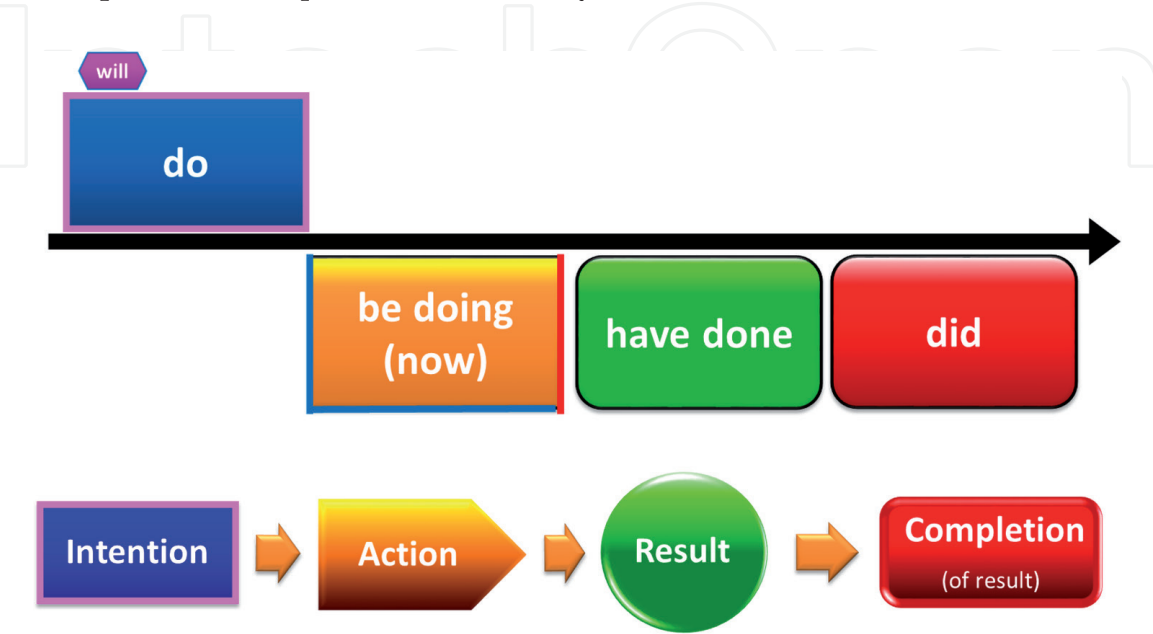 will
do
be doing
(now)
have done
did
Intention
Action
Result
Completion
(of result)